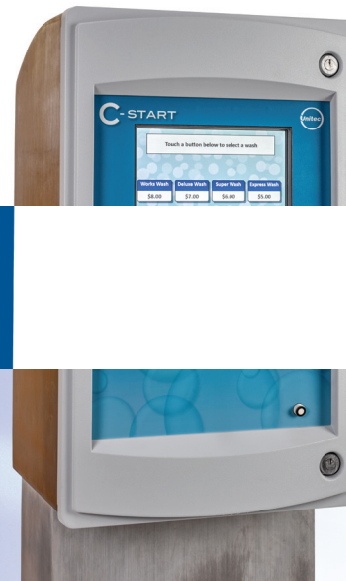 C-START
Unitec
Touch a button below to select a wash
Works Wash Deluxe Wash Super Wash Express Wash
$8.00 $7.00 $6.00 $5.00